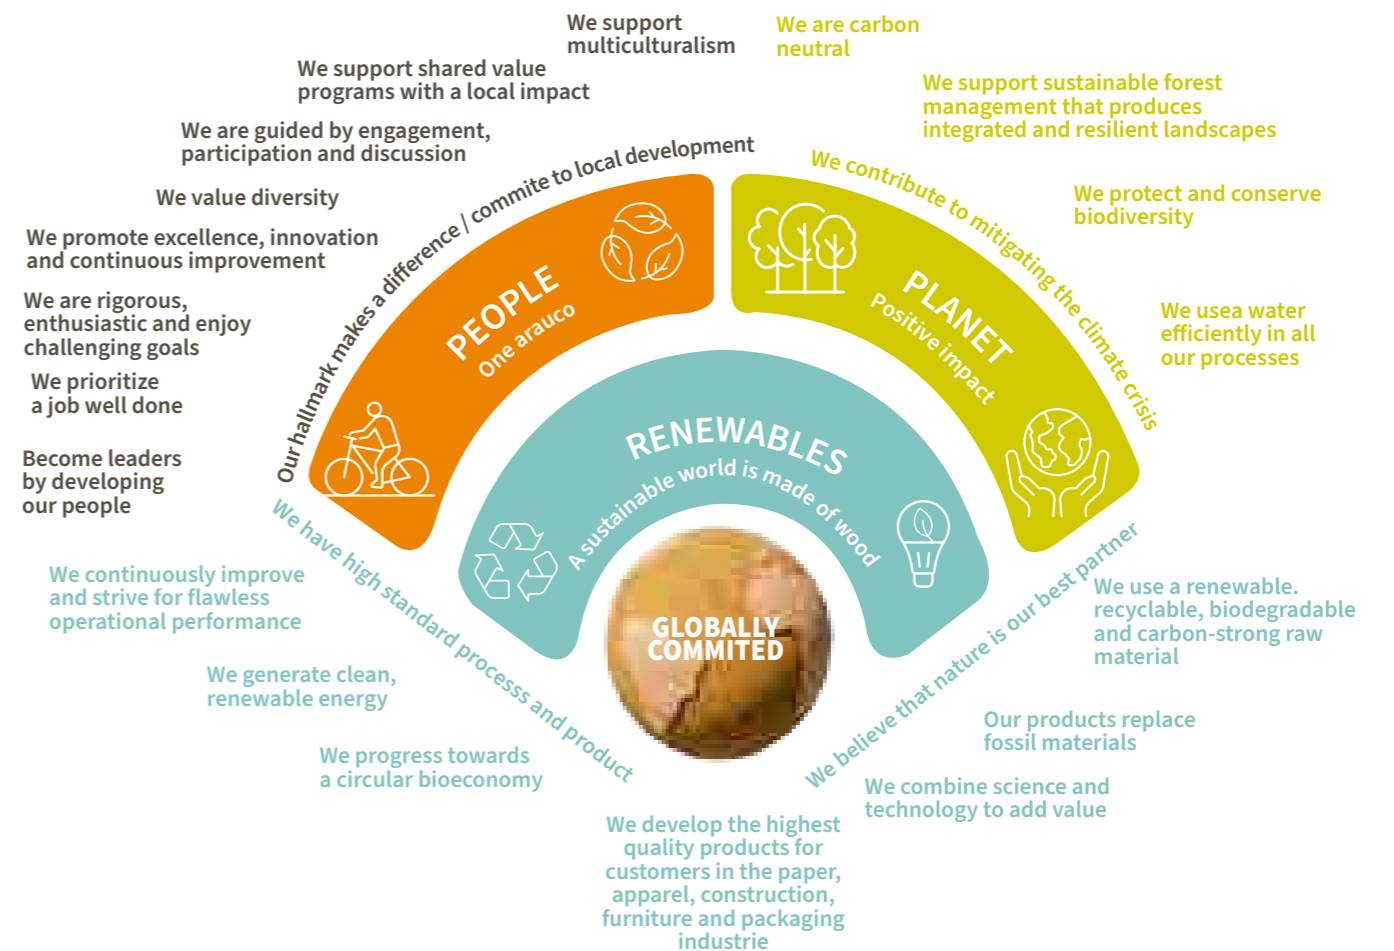 We support
multiculturalism
We are carbon
neutral
We support shared value
programs with a local impact
We support sustainable forest
management that produces
integrated and resilient landscapes
We are guided by engagement,
participation and discussion
We value diversity
We protect and conserve
biodiversity
We promote excellence, innovation
and continuous improvement
We are rigorous,
enthusiastic and enjoy
challenging goals
We usea water
efficiently in all
our processes
We prioritize
a job well done
Become leaders
by developing
our people
Our hallmark makes a difference / commite to local development
We contribute to mitigating the climate crisis
PEOPLE
One arauco
PLANET
Positive impact
RENEWABLES
A sustainable world is made of wood
GLOBALLY
COMMITED
We have high standard processs and product
We believe that nature is our best partner
We continuously improve
and strive for flawless
operational performance
We generate clean,
renewable energy
We progress towards
a circular bioeconomy
We use a renewable.
recyclable, biodegradable
and carbon-strong raw
material
Our products replace
fossil materials
We combine science and
technology to add value
We develop the highest
quality products for
customers in the paper,
apparel, construction,
furniture and packaging
industrie